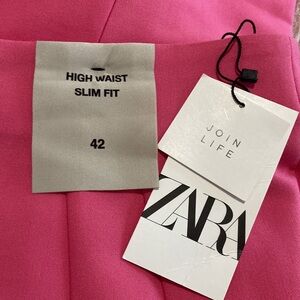 HIGH WAIST
SLIM FIT
42
JOIN
LIFE
ZARA